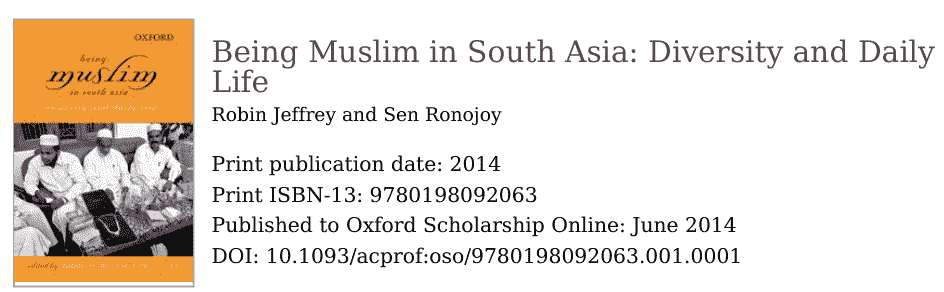 OXFORD
being
muslim
in south asia
Being Muslim in South Asia: Diversity and Daily
Life
Robin Jeffrey and Sen Ronojoy
Print publication date: 2014
Print ISBN-13: 9780198092063
Published to Oxford Scholarship Online: June 2014
DOI: 10.1093/acprof:oso/9780198092063.001.0001
edited by